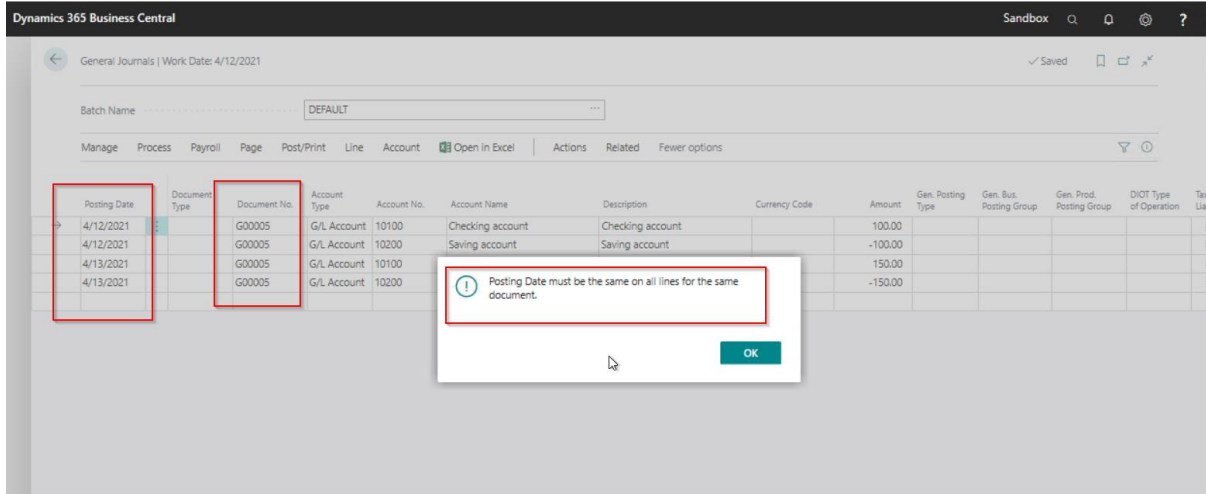 Dynamics 365 Business Central
Sandbox
?
General Journals | Work Date: 4/12/2021
Saved
Batch Name
DEFAULT
...
Manage Process Payroll Page Post/Print Line Account Open in Excel Actions Related Fewer options
Posting Date Document Type Document No. Account Type Account No. Account Name Description Currency Code Amount Gen. Posting Type Gen. Bus. Posting Group Gen. Prod. Posting Group DIOT Type of Operation
4/12/2021 G00005 G/L Account 10100 Checking account Checking account 100.00
4/12/2021 G00005 G/L Account 10200 Saving account Saving account -100.00
4/13/2021 G00005 G/L Account 10100 150.00
4/13/2021 G00005 G/L Account 10200 -150.00
Posting Date must be the same on all lines for the same
document.
OK